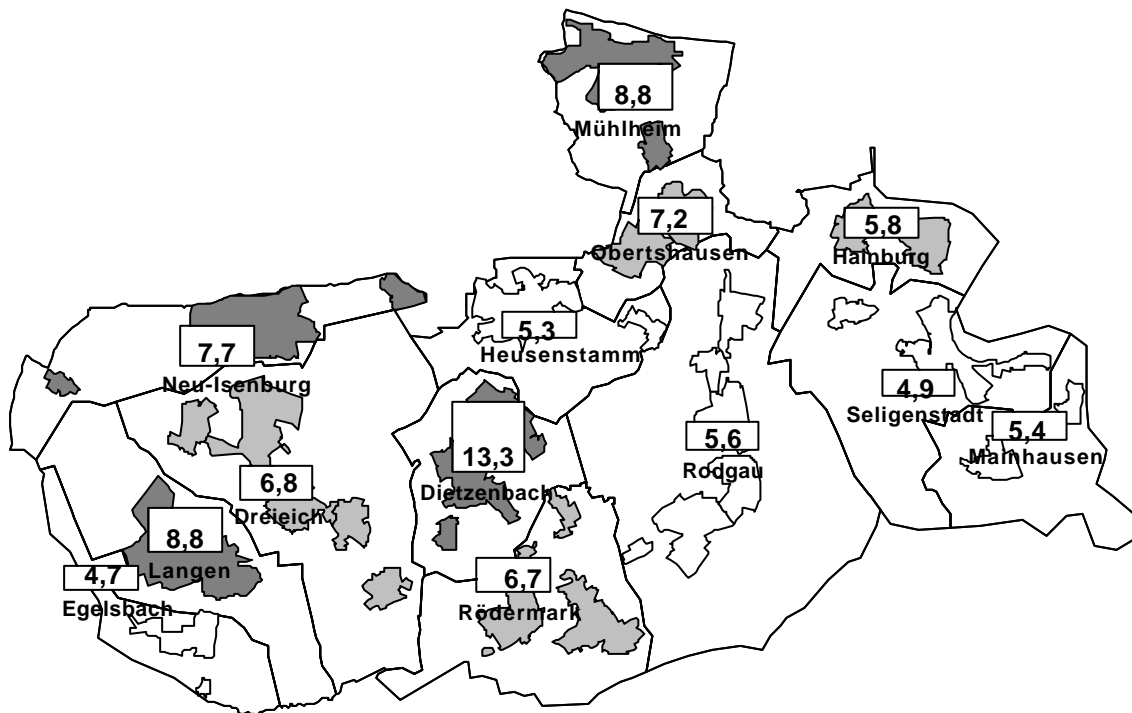 8,8
Mühlheim
7,2
Obertshausen
5,8
Hainburg
5,3
Heusenstamm
7,7
Neu-Isenburg
4,9
Seligenstadt
5,4
Mainhausen
5,6
Rodgau
13,3
Dietzenbach
6,8
Dreieich
8,8
Langen
4,7
Egelsbach
6,7
Rödermark